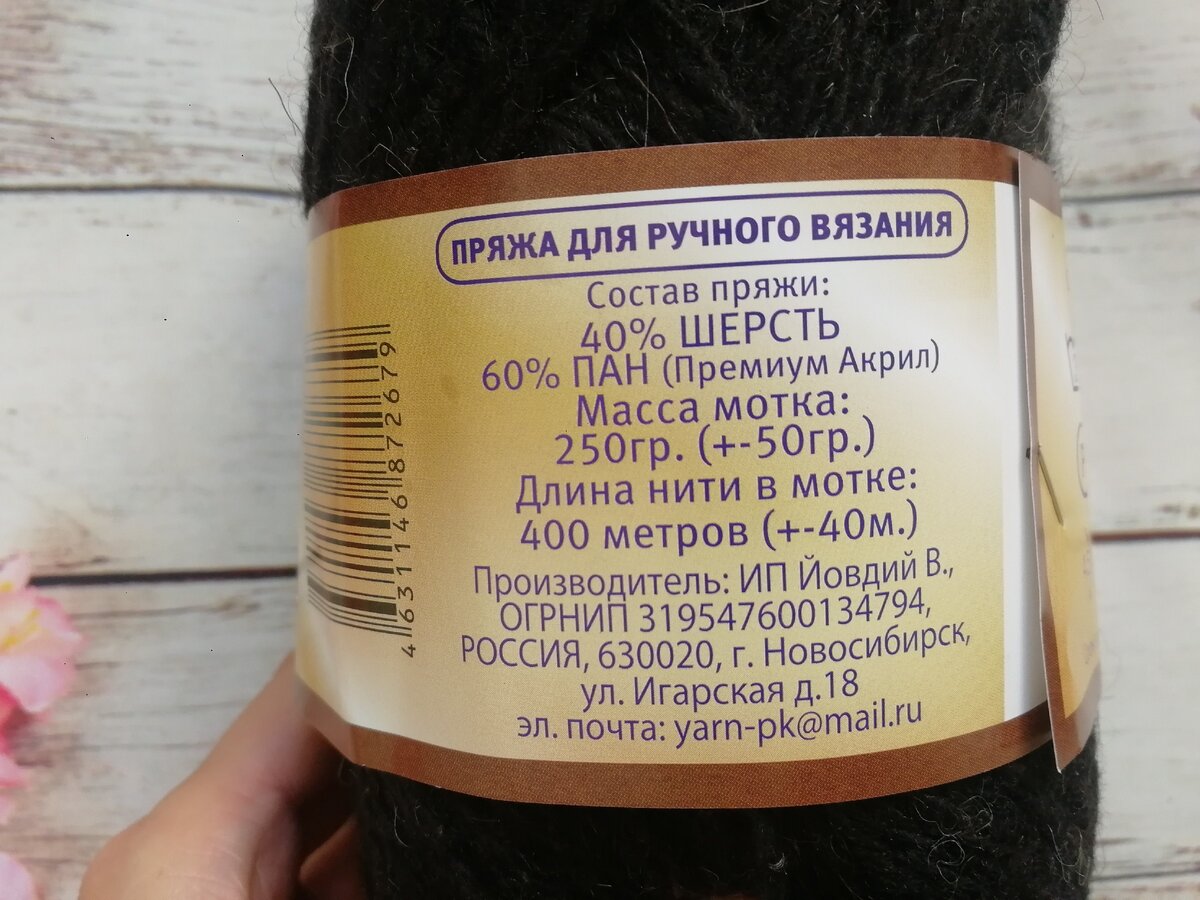 ПРЯЖА ДЛЯ РУЧНОГО ВЯЗАНИЯ
Состав пряжи:
40% ШЕРСТЬ
60% ПАН (Премиум Акрил)
Масса мотка:
250гр. (+-50гр.)
Длина нити в мотке:
400 метров (+-40м.)
Производитель: ИП Йовдий В.,
ОГРНИП 319547600134794,
РОССИЯ, 630020, г. Новосибирск,
ул. Игарская д.18
эл. почта: yarn-pk@mail.ru
4631146872679